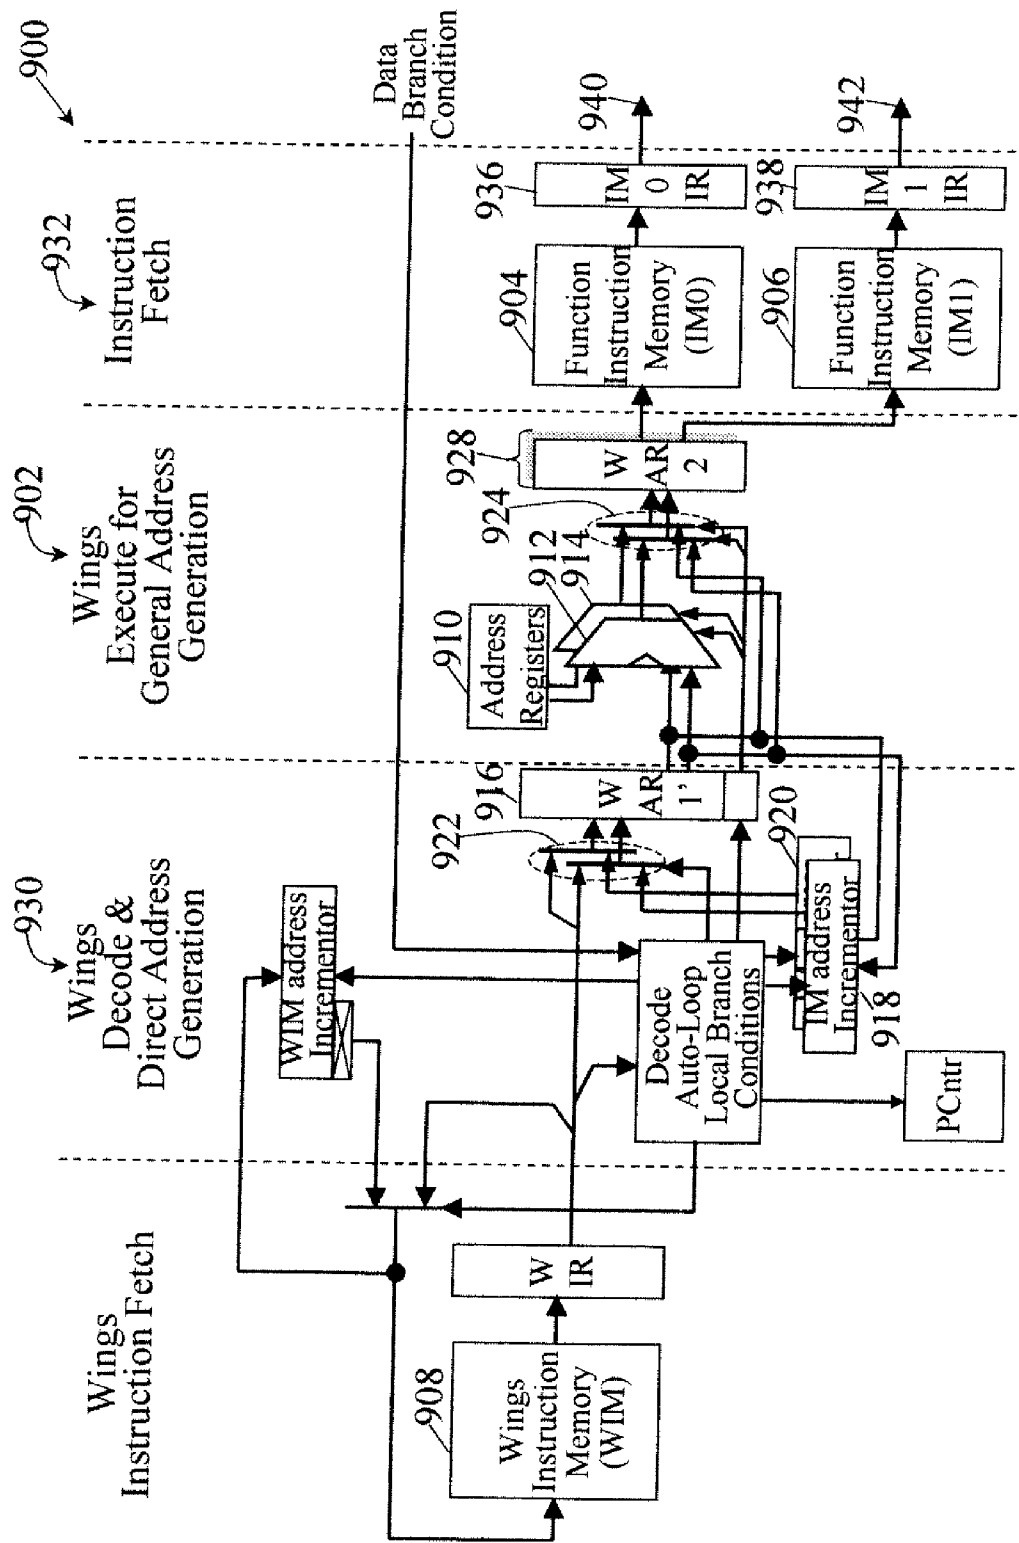 900
Wings
Instruction Fetch
930
Wings
Decode &
Direct Address
Generation
902
Wings
Execute for
General Address
Generation
932
Instruction
Fetch
Data
Branch
Condition
WIM address
Incrementor
908
Wings
Instruction
Memory
(WIM)
W
IR
Decode
Auto-Loop
Local Branch
Conditions
PCntr
IM address
Incrementor
918
920
922
916
W
AR
1'
910
Address
Registers
912
914
924
928
W
AR
2
904
Function
Instruction
Memory
(IM0)
906
Function
Instruction
Memory
(IM1)
936
IM
0
IR
938
IM
1
IR
940
942